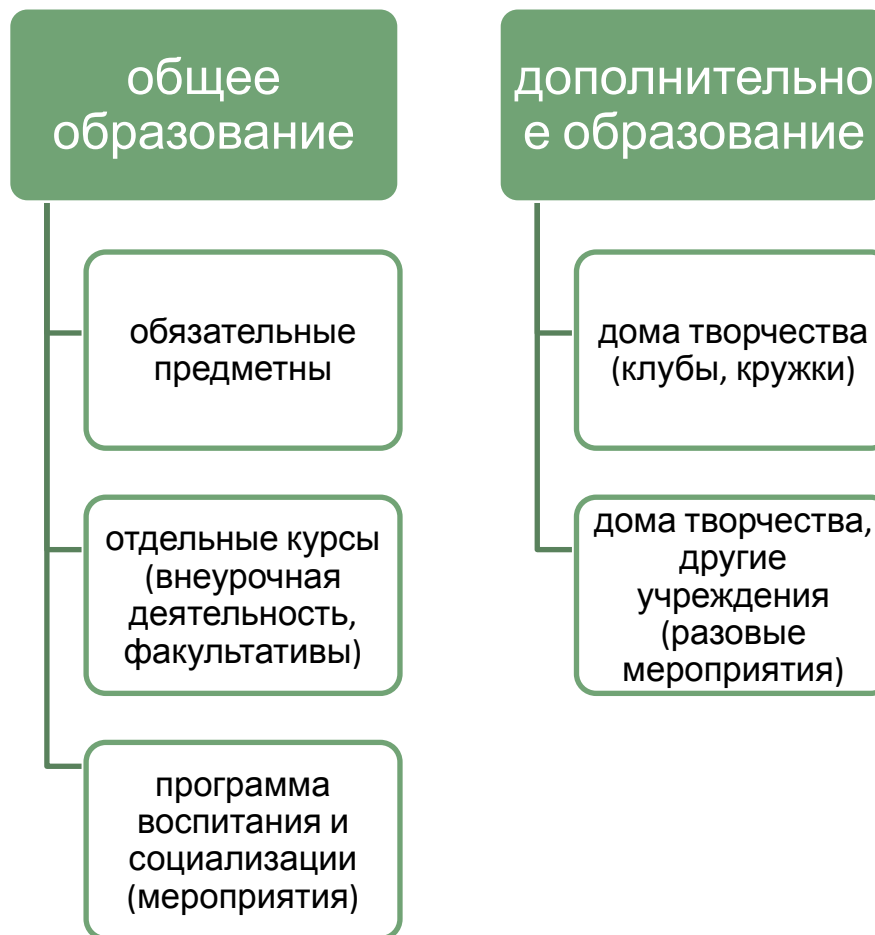 общее
образование
обязательные
предметны
отдельные курсы
(внеурочная
деятельность,
факультативы)
программа
воспитания и
социализации
(мероприятия)
дополнительно
е образование
дома творчества
(клубы, кружки)
дома творчества,
другие
учреждения
(разовые
мероприятия)